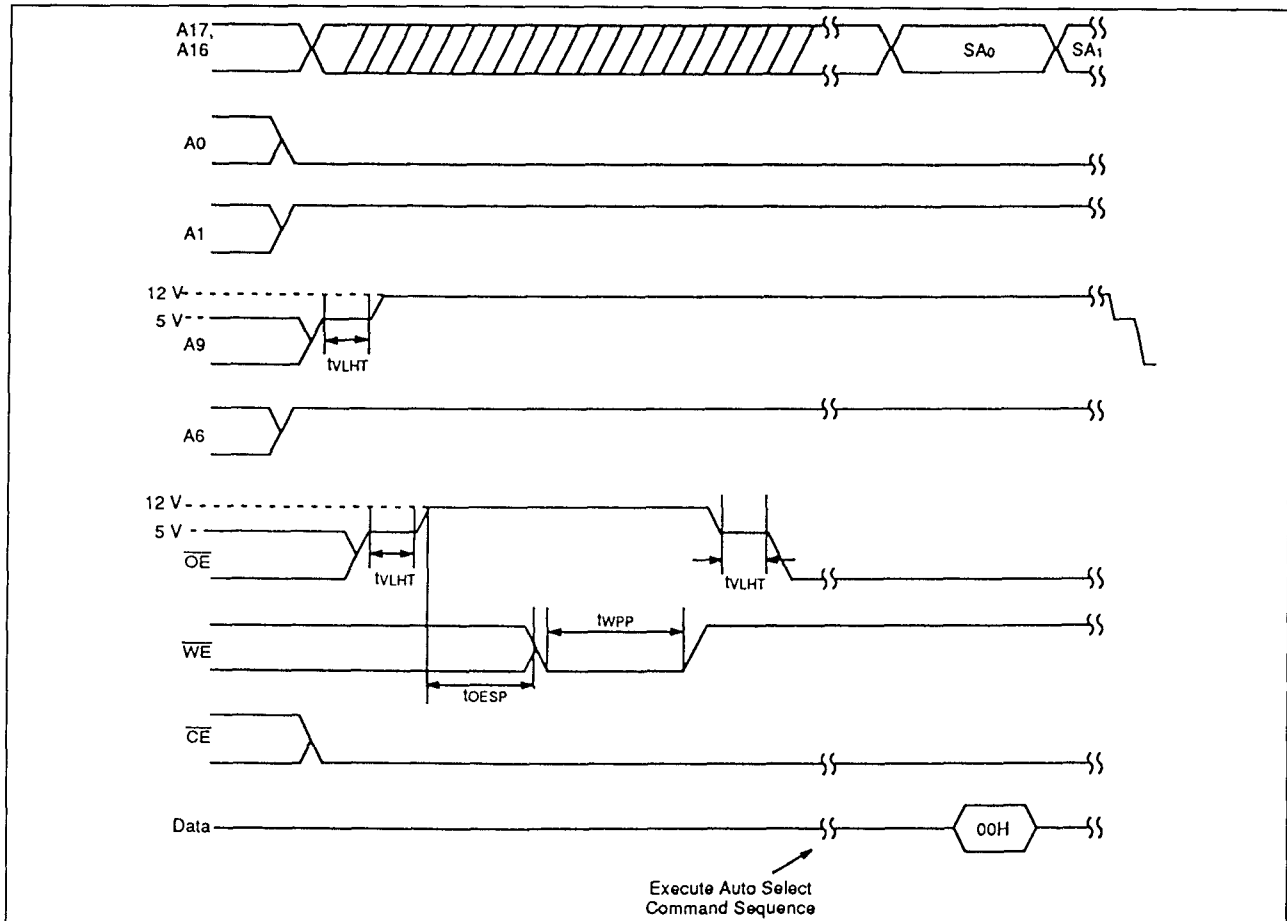 A17,
A16
SA0
SA1
A0
A1
12 V
5 V
A9
tVLHT
A6
12 V
5 V
OE
tVLHT
tVLHT
tWPP
WE
tOESP
CE
Data
00H
Execute Auto Select
Command Sequence